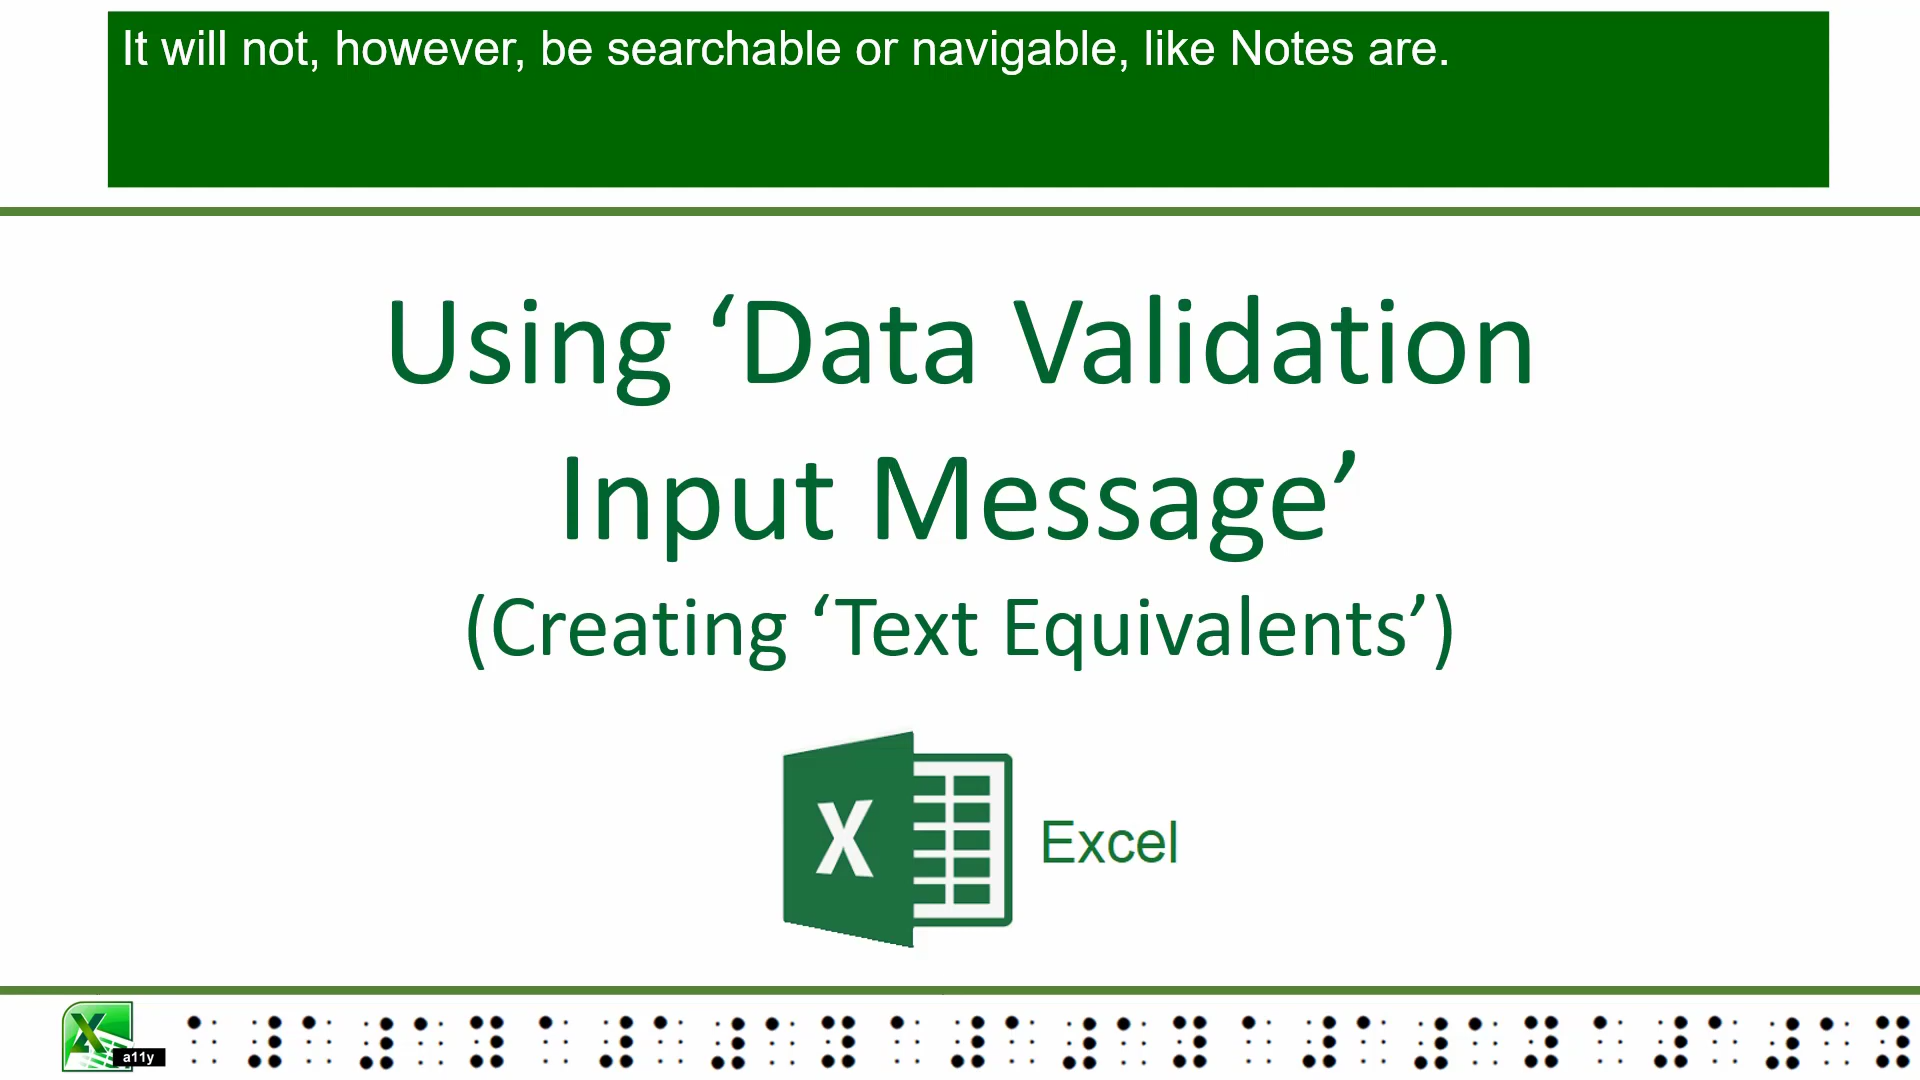 It will not, however, be searchable or navigable, like Notes are.
Using ‘Data Validation
Input Message’
(Creating ‘Text Equivalents’)
X
Excel
X
a11y